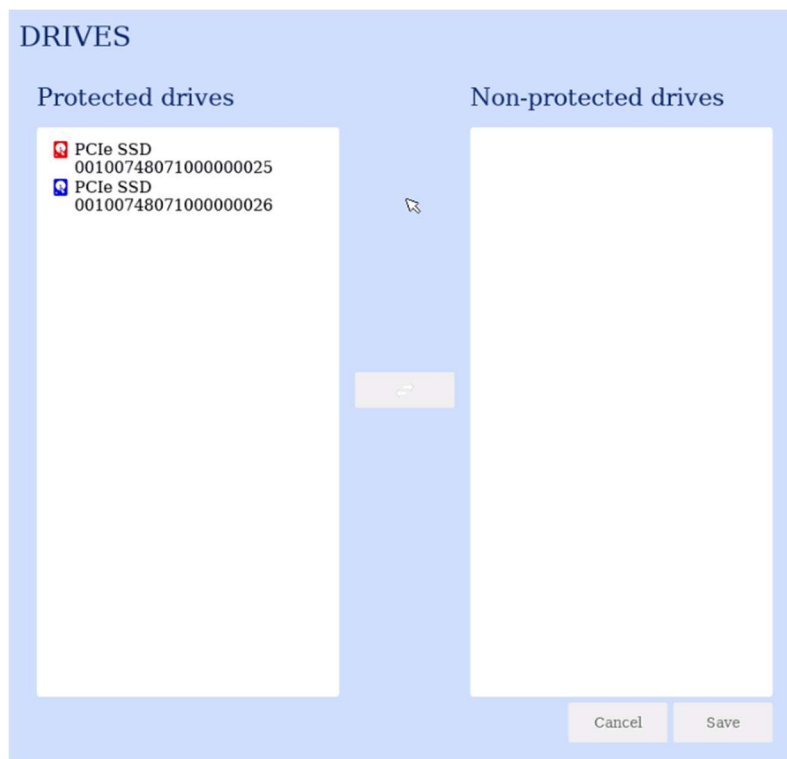 DRIVES
Protected drives
PCIe SSD
00100748071000000025
PCIe SSD
00100748071000000026
Non-protected drives
Cancel
Save